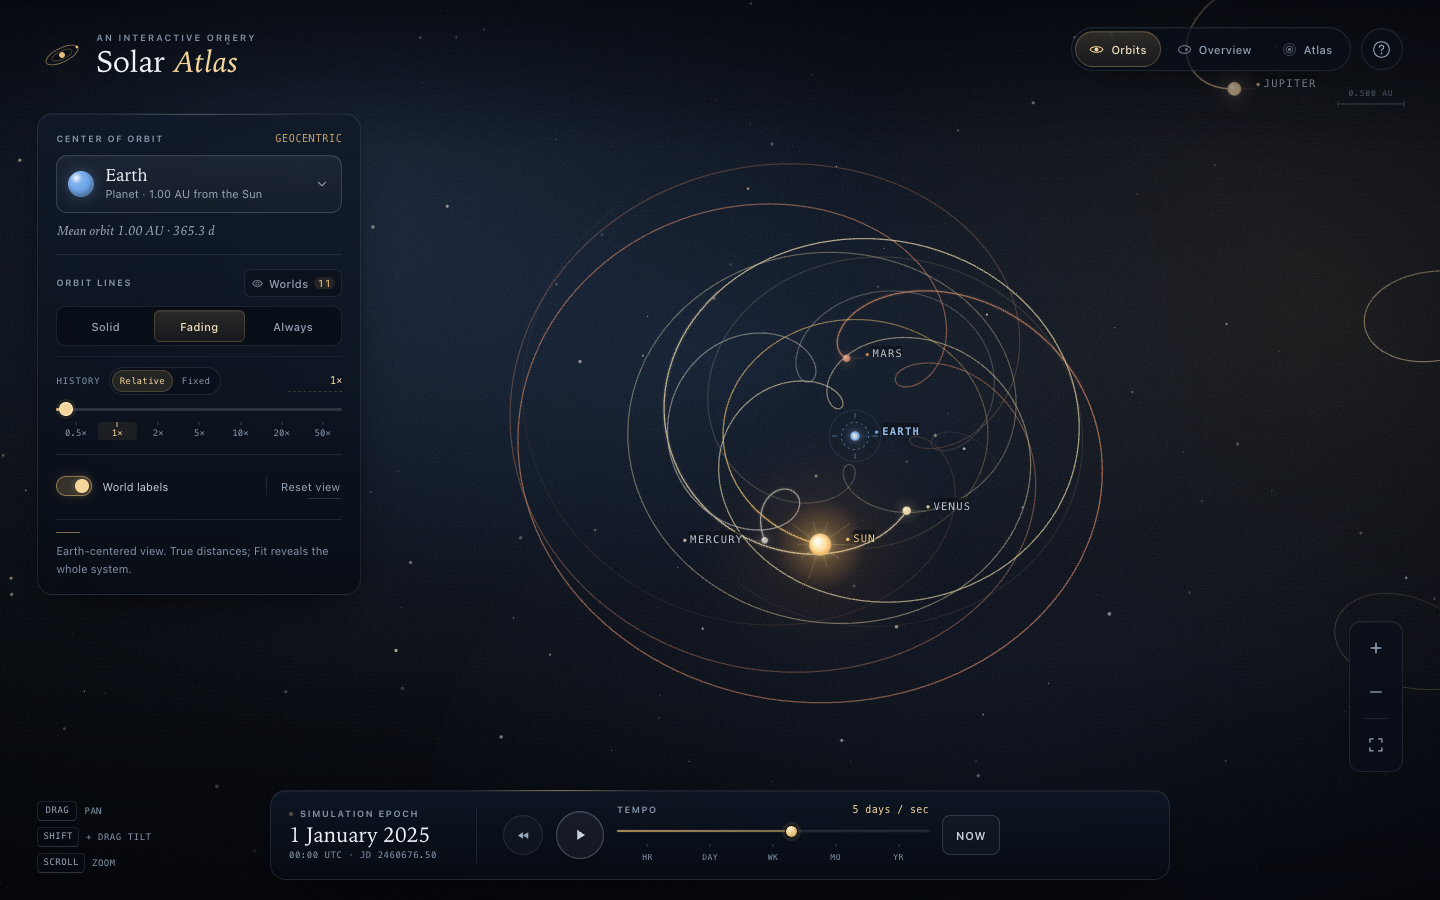 AN INTERACTIVE ORRERY
Solar Atlas
Orbits
Overview
Atlas
?
JUPITER
0.500 AU
CENTER OF ORBIT
GEOCENTRIC
Earth
Planet · 1.00 AU from the Sun
Mean orbit 1.00 AU · 365.3 d
ORBIT LINES
Worlds 11
Solid
Fading
Always
HISTORY
Relative
Fixed
1×
0.5×
1×
2×
5×
10×
20×
50×
World labels
Reset view
Earth-centered view. True distances; Fit reveals the
whole system.
MARS
EARTH
VENUS
MERCURY
SUN
DRAG PAN
SHIFT + DRAG TILT
SCROLL ZOOM
SIMULATION EPOCH
1 January 2025
00:00 UTC · JD 2460676.50
TEMPO
5 days / sec
HR
DAY
WK
MO
YR
NOW